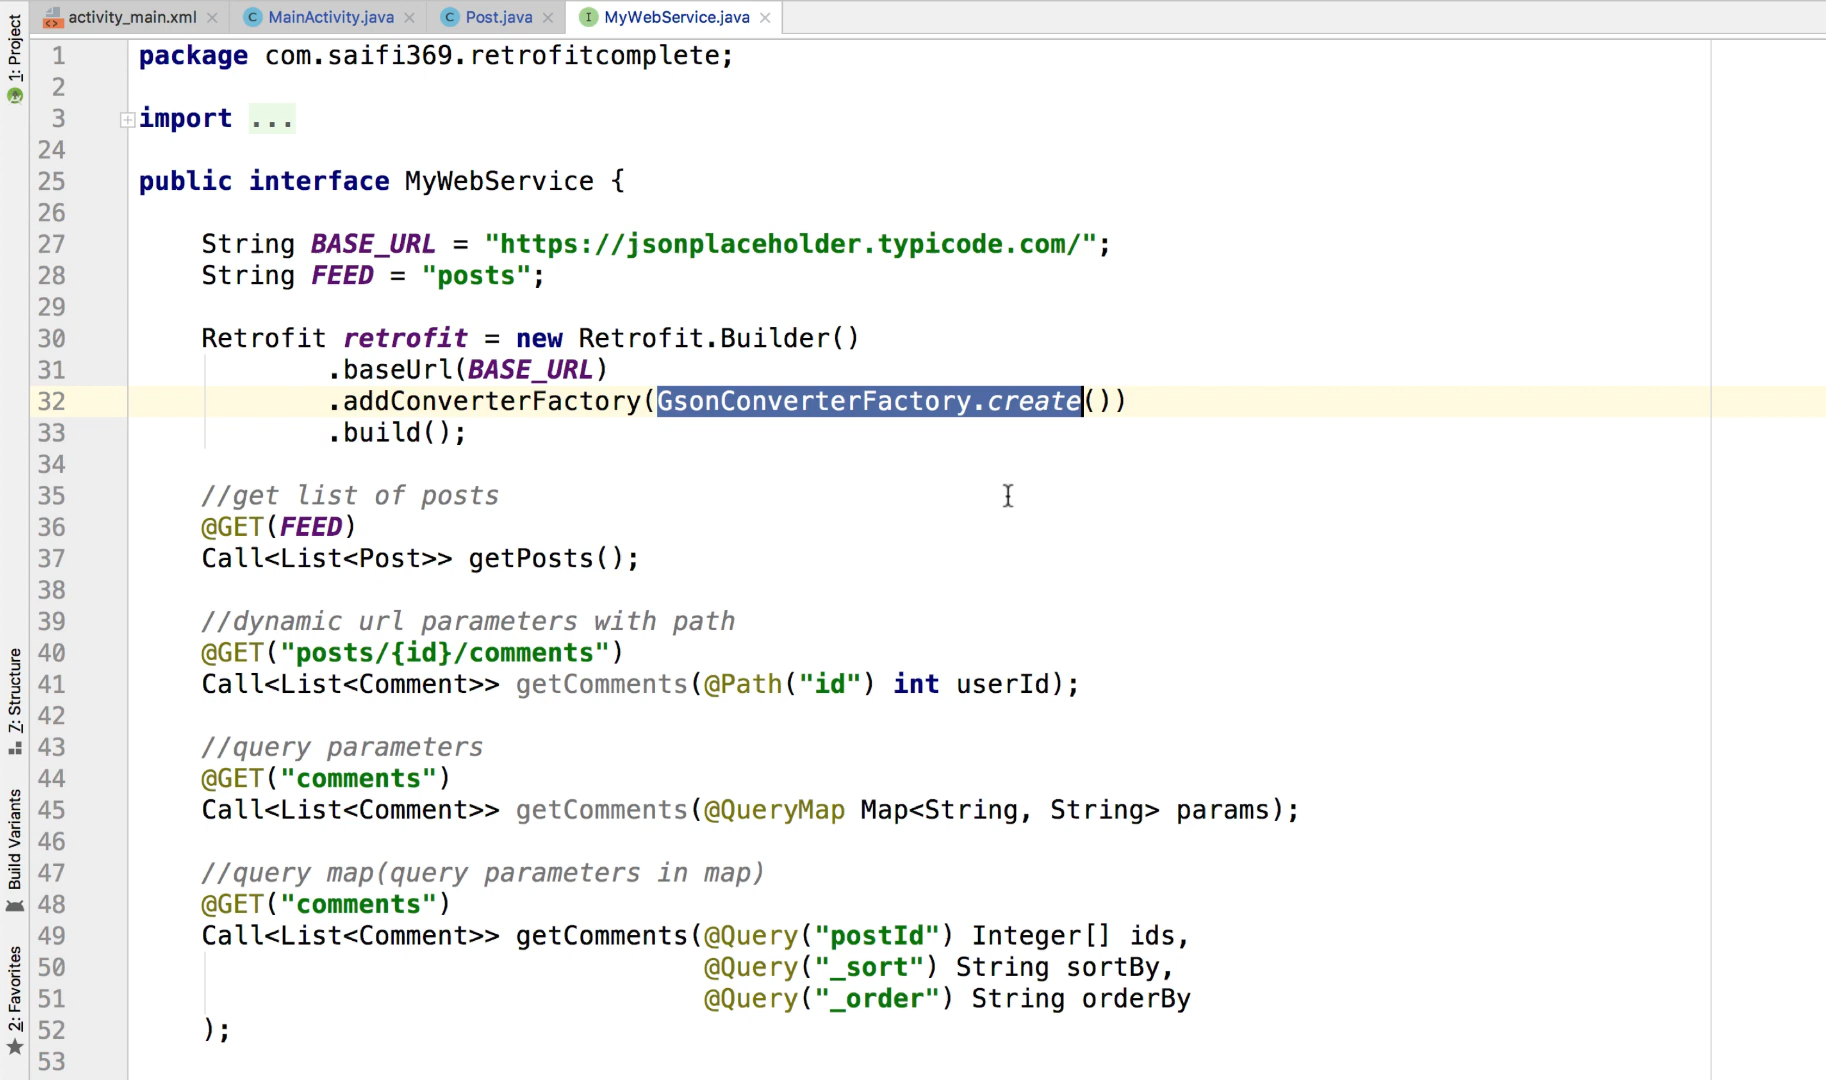 activity_main.xml MainActivity.java Post.java MyWebService.java
1: Project
7: Structure
Build Variants
2: Favorites
1 package com.saifi369.retrofitcomplete;
2
3 import ...
24
25 public interface MyWebService {
26
27 String BASE_URL = "https://jsonplaceholder.typicode.com/";
28 String FEED = "posts";
29
30 Retrofit retrofit = new Retrofit.Builder()
31 .baseUrl(BASE_URL)
32 .addConverterFactory(GsonConverterFactory.create())
33 .build();
34
35 //get list of posts
36 @GET(FEED)
37 Call<List<Post>> getPosts();
38
39 //dynamic url parameters with path
40 @GET("posts/{id}/comments")
41 Call<List<Comment>> getComments(@Path("id") int userId);
42
43 //query parameters
44 @GET("comments")
45 Call<List<Comment>> getComments(@QueryMap Map<String, String> params);
46
47 //query map(query parameters in map)
48 @GET("comments")
49 Call<List<Comment>> getComments(@Query("postId") Integer[] ids,
50 @Query("_sort") String sortBy,
51 @Query("_order") String orderBy
52 );
53